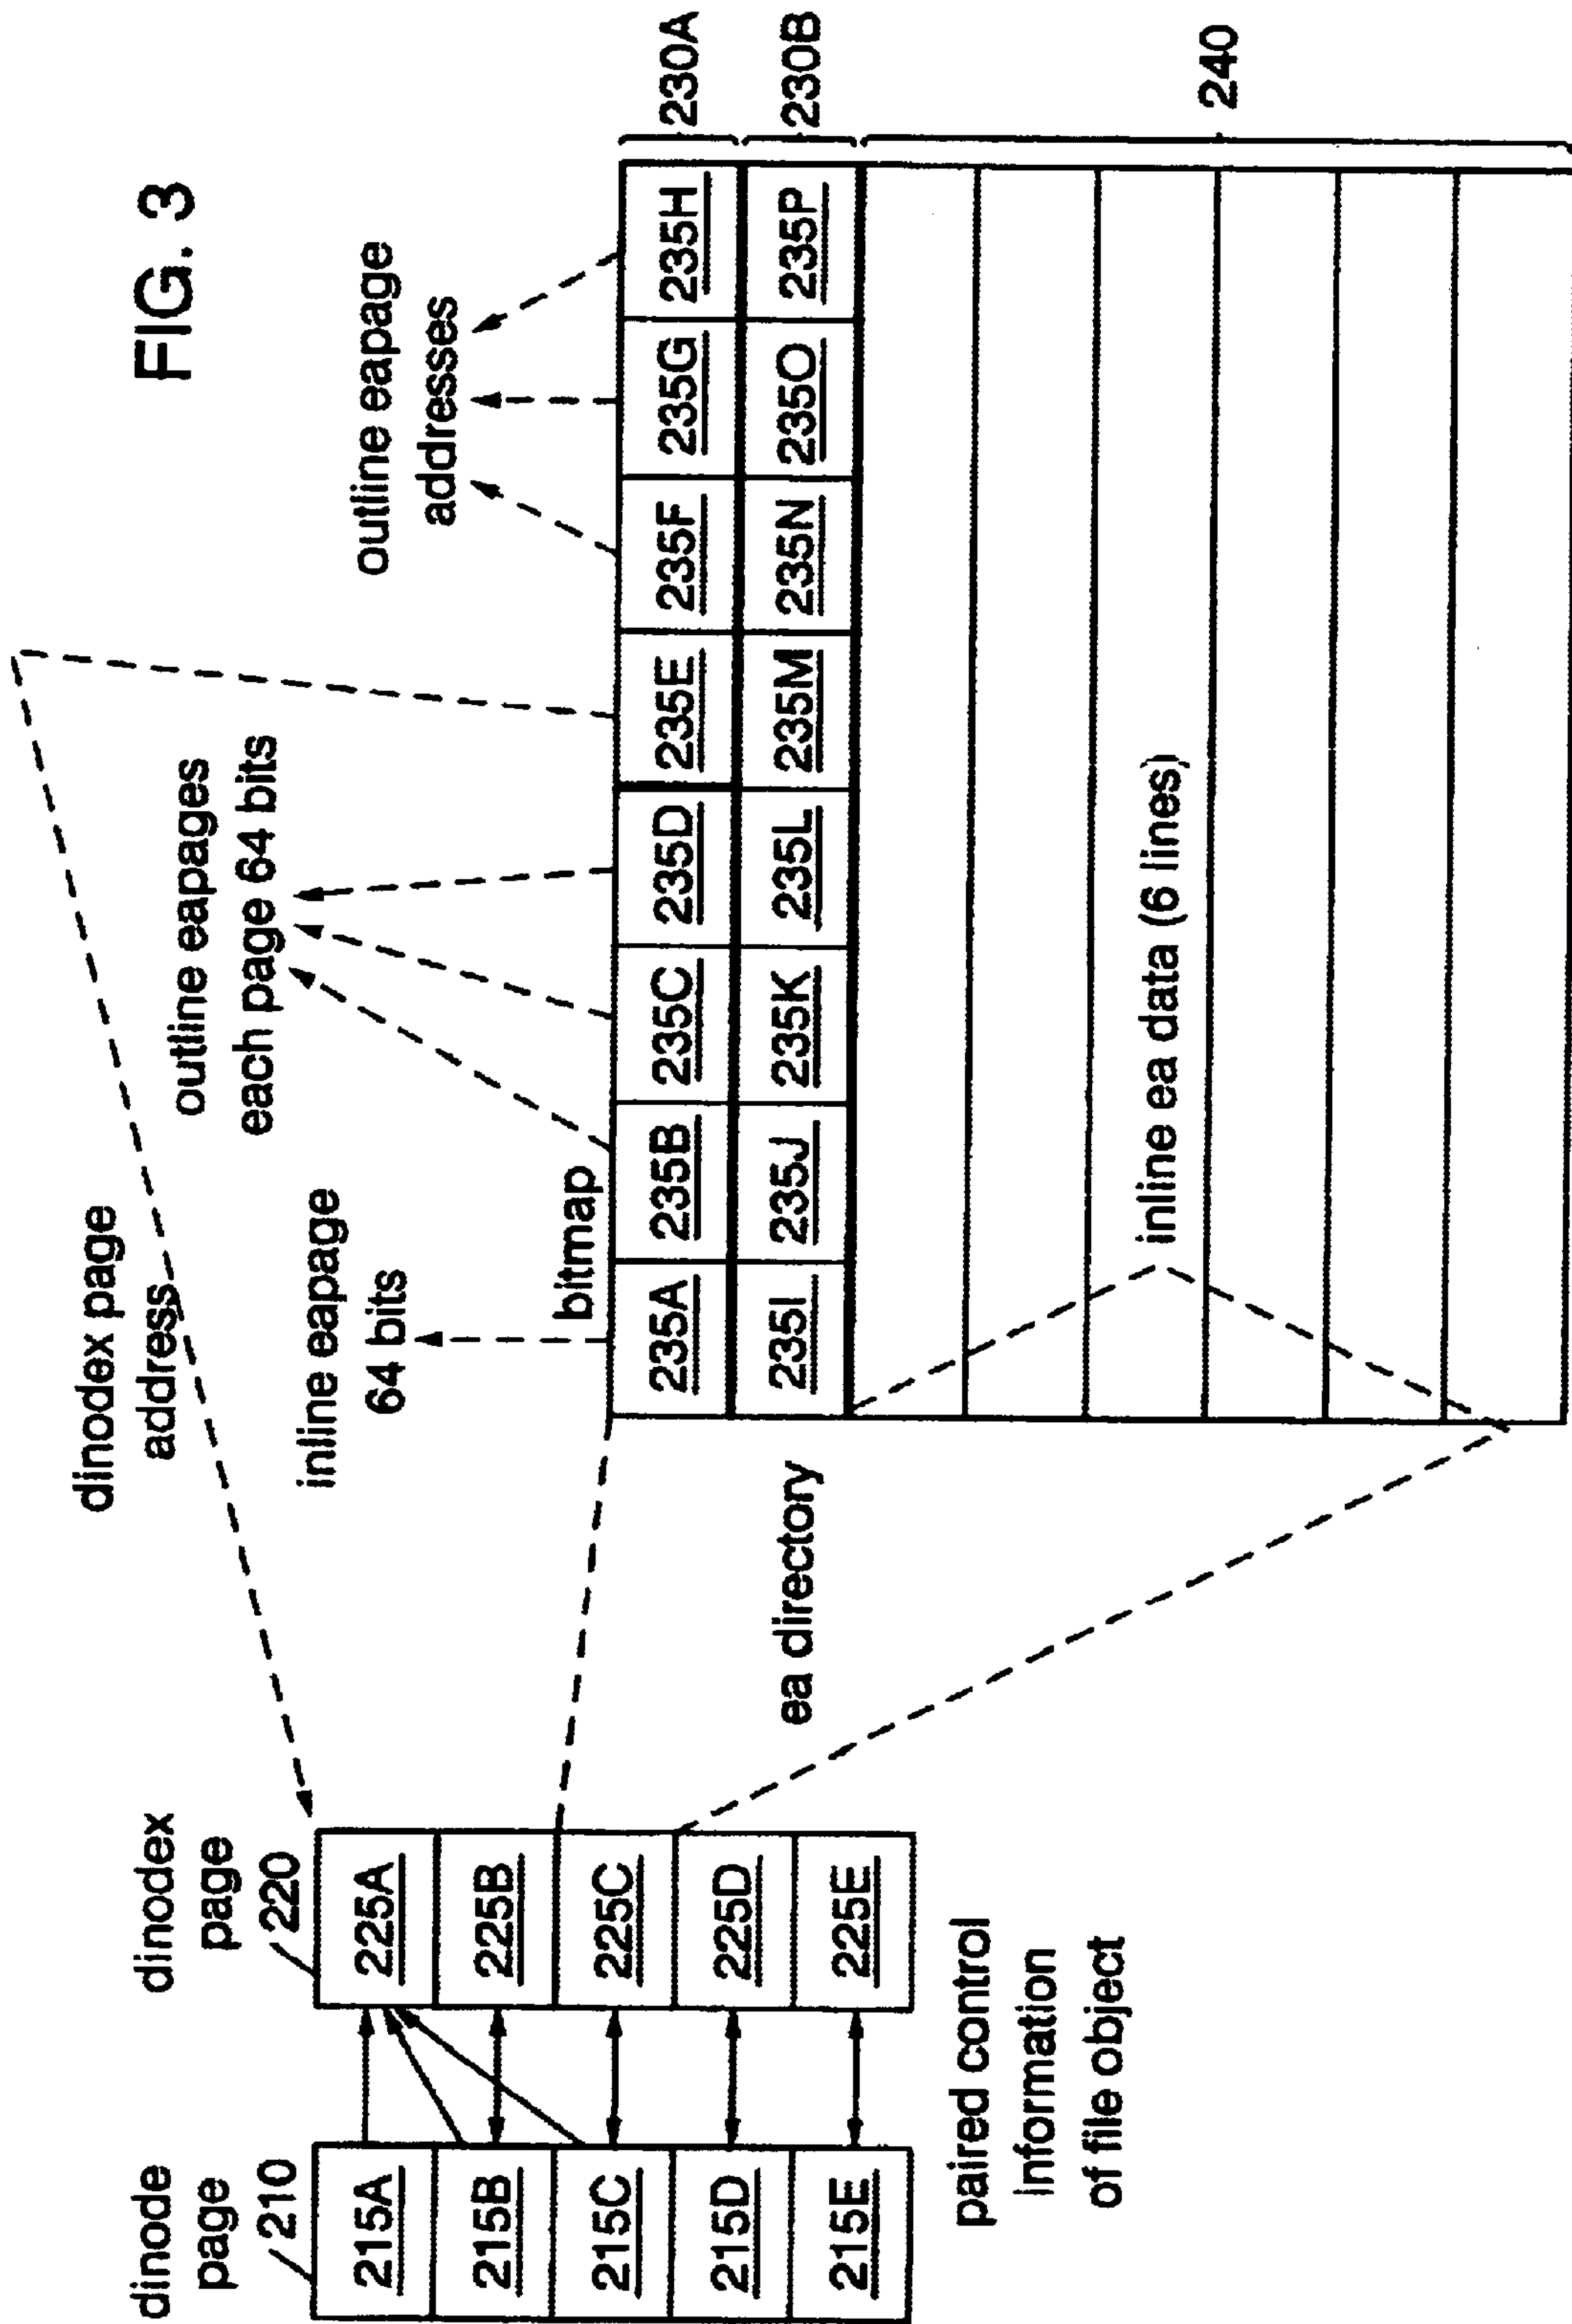 FIG. 3
dinode
page
210
215A
215B
215C
215D
215E
dinodex
page
220
225A
225B
225C
225D
225E
paired control
information
of file object
dinodex page
address
inline eapage
64 bits
bitmap
outline eapages
each page 64 bits
outline eapage
addresses
235A 235B 235C 235D 235E 235F 235G 235H
230A
ea directory
235I 235J 235K 235L 235M 235N 235O 235P
230B
inline ea data (6 lines)
240